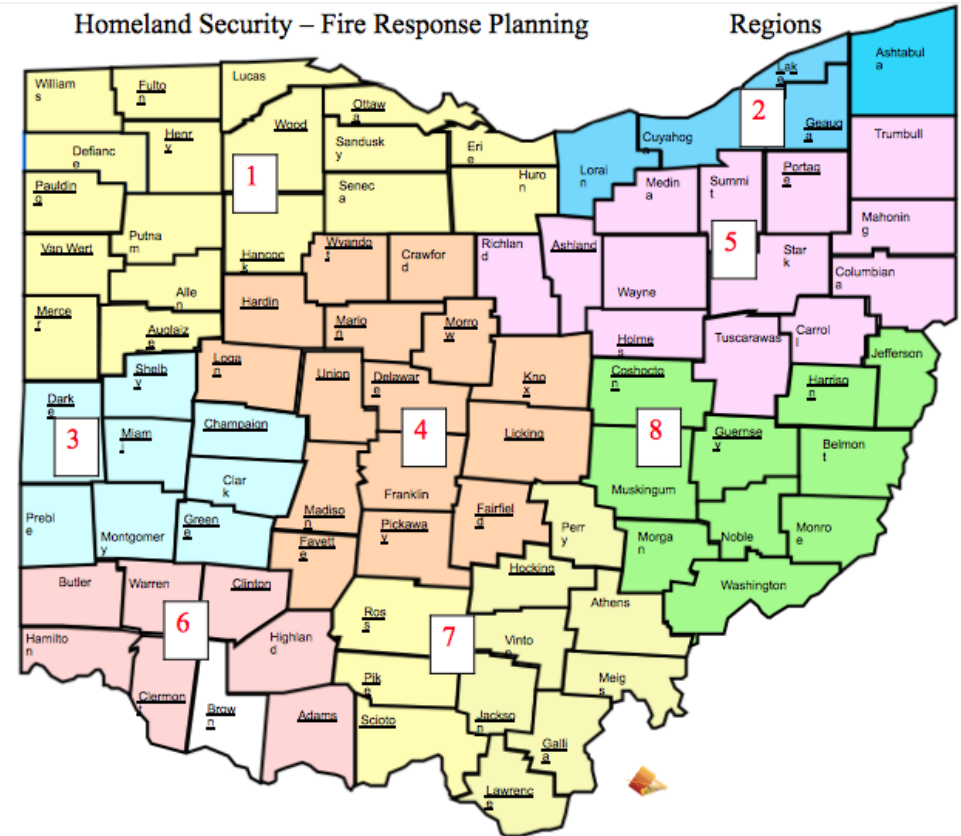 Homeland Security – Fire Response Planning Regions
William
s
Fulto
n
Lucas
Ottaw
a
Wood
Henr
y
Defianc
e
Sandusk
y
Eri
e
Huro
n
Senec
a
Pauldin
g
Putna
m
Van Wert
Hancoc
k
Alle
n
Merce
r
Auglaiz
e
1
Lak
e
Ashtabul
a
Geaug
a
Cuyahog
a
Lorai
n
2
Trumbull
Portag
e
Summi
t
Medin
a
Mahonin
g
Star
k
Columbian
a
Richlan
d
Ashland
Wayne
Holme
s
Tuscarawas
Carrol
l
5
Wyando
t
Crawfor
d
Hardin
Mario
n
Morro
w
Loga
n
Union
Delawar
e
Kno
x
Licking
Franklin
Madiso
n
Pickawa
y
Fairfiel
d
Fayett
e
4
Shelb
y
Dark
e
Miam
i
Champaign
Clar
k
Prebl
e
Montgomer
y
Green
e
3
Jefferson
Coshocto
n
Harriso
n
Guernse
y
Belmon
t
Muskingum
Morga
n
Noble
Monro
e
Washington
8
Butler
Warren
Clinton
Hamilto
n
Highlan
d
Clermon
t
Brow
n
Adams
6
Perr
y
Hocking
Athens
Ros
s
Vinto
n
Meig
s
Pik
e
Jackso
n
Scioto
Galli
a
Lawrenc
e
7